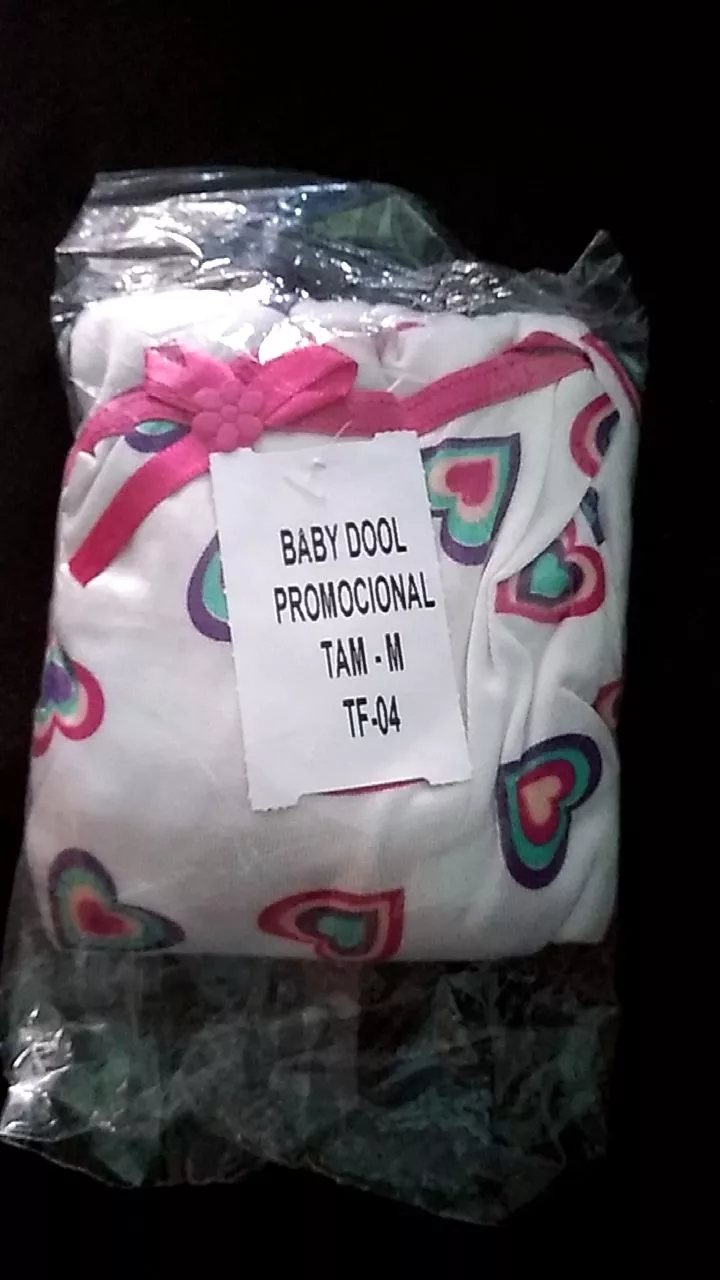 BABY DOOL
PROMOCIONAL
TAM - M
TF-04